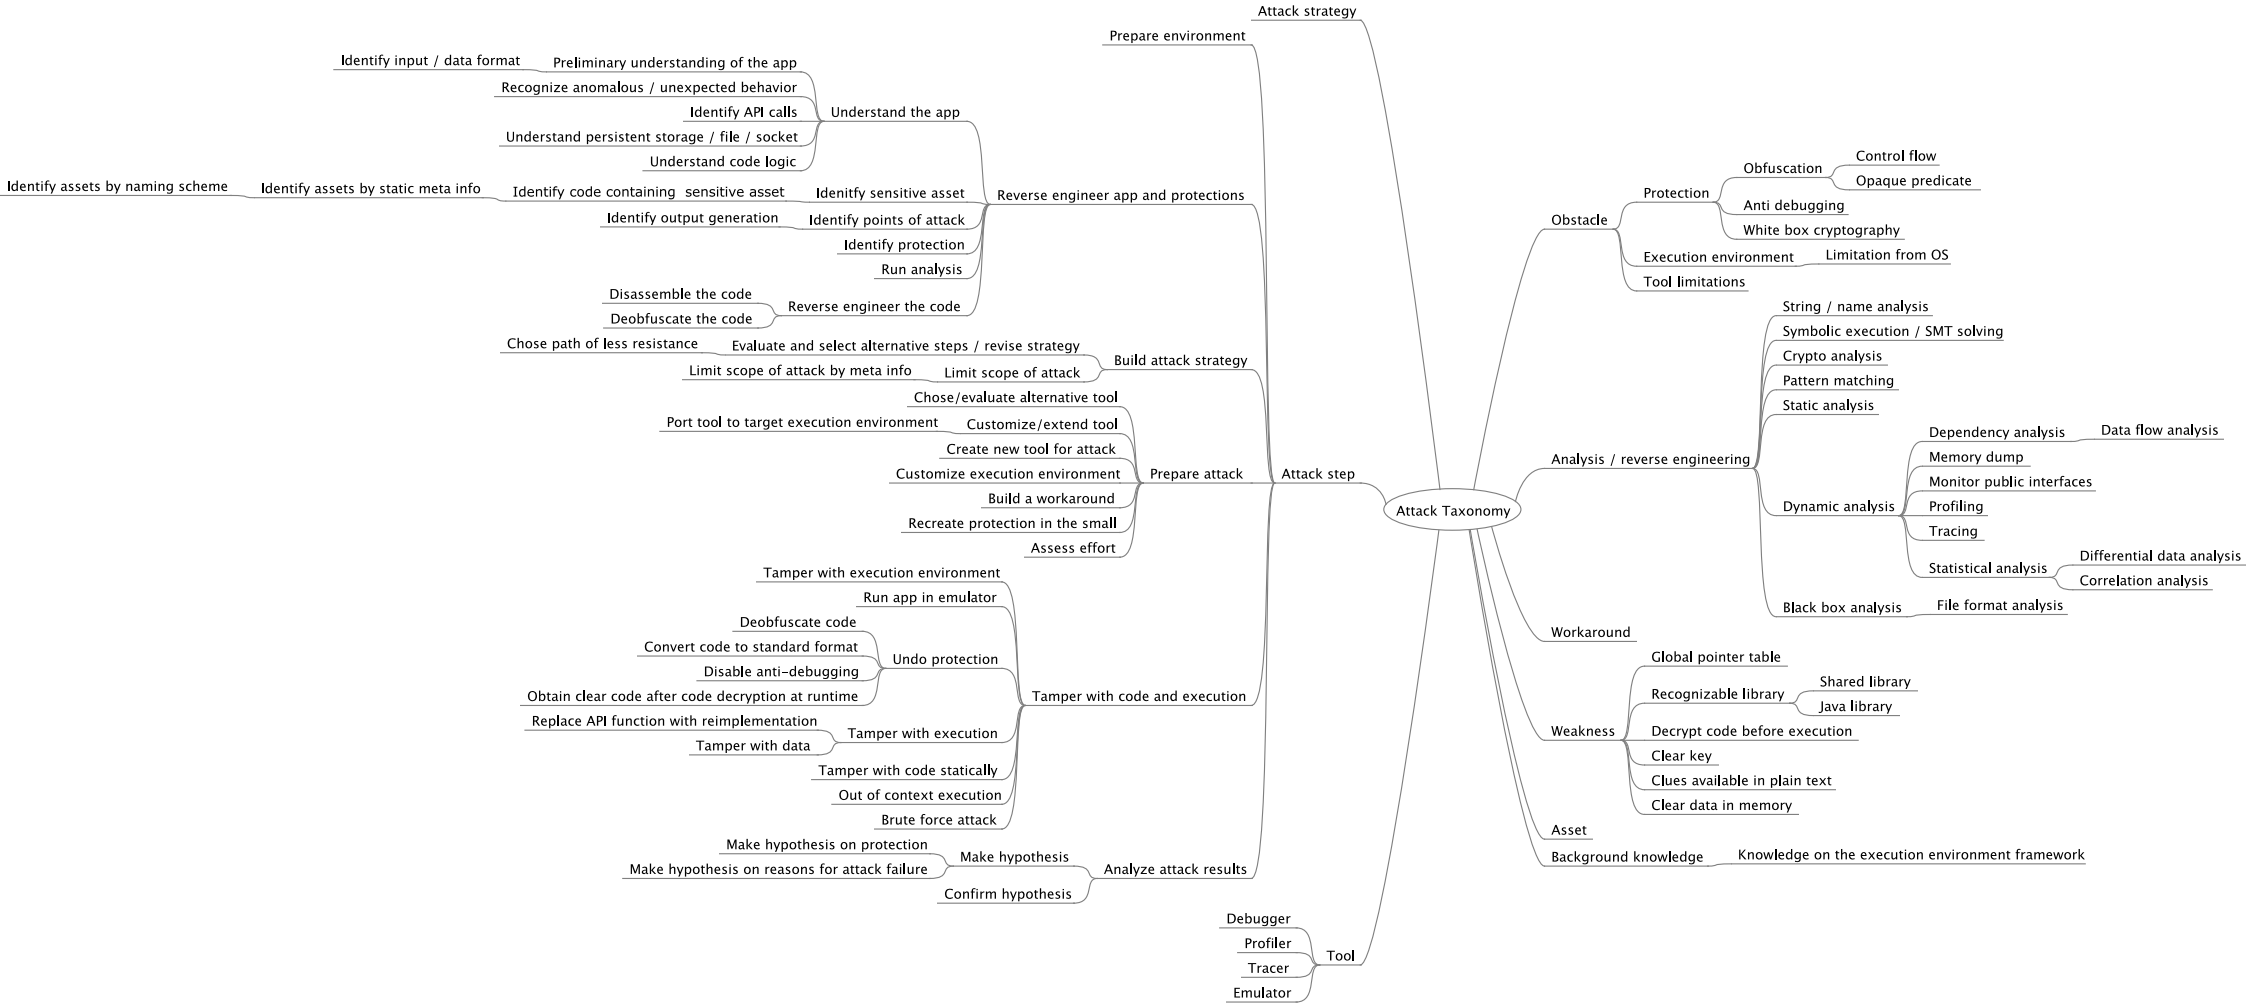 Attack strategy
Prepare environment
Identify input / data format
Preliminary understanding of the app
Recognize anomalous / unexpected behavior
Identify API calls
Understand the app
Understand persistent storage / file / socket
Understand code logic
Identify assets by naming scheme
Identify assets by static meta info
Identify code containing  sensitive asset
Idenitfy sensitive asset
Reverse engineer app and protections
Identify output generation
Identify points of attack
Identify protection
Run analysis
Disassemble the code
Reverse engineer the code
Deobfuscate the code
Chose path of less resistance
Evaluate and select alternative steps / revise strategy
Build attack strategy
Limit scope of attack by meta info
Limit scope of attack
Chose/evaluate alternative tool
Port tool to target execution environment
Customize/extend tool
Create new tool for attack
Customize execution environment
Prepare attack
Attack step
Build a workaround
Recreate protection in the small
Assess effort
Tamper with execution environment
Run app in emulator
Deobfuscate code
Convert code to standard format
Undo protection
Disable anti-debugging
Obtain clear code after code decryption at runtime
Tamper with code and execution
Replace API function with reimplementation
Tamper with execution
Tamper with data
Tamper with code statically
Out of context execution
Brute force attack
Make hypothesis on protection
Make hypothesis
Make hypothesis on reasons for attack failure
Analyze attack results
Confirm hypothesis
Debugger
Profiler
Tool
Tracer
Emulator
Attack Taxonomy
Control flow
Obfuscation
Opaque predicate
Protection
Anti debugging
Obstacle
White box cryptography
Execution environment
Limitation from OS
Tool limitations
String / name analysis
Symbolic execution / SMT solving
Crypto analysis
Pattern matching
Static analysis
Dependency analysis
Data flow analysis
Analysis / reverse engineering
Memory dump
Monitor public interfaces
Dynamic analysis
Profiling
Tracing
Differential data analysis
Statistical analysis
Correlation analysis
Black box analysis
File format analysis
Workaround
Global pointer table
Shared library
Recognizable library
Java library
Weakness
Decrypt code before execution
Clear key
Clues available in plain text
Clear data in memory
Asset
Background knowledge
Knowledge on the execution environment framework